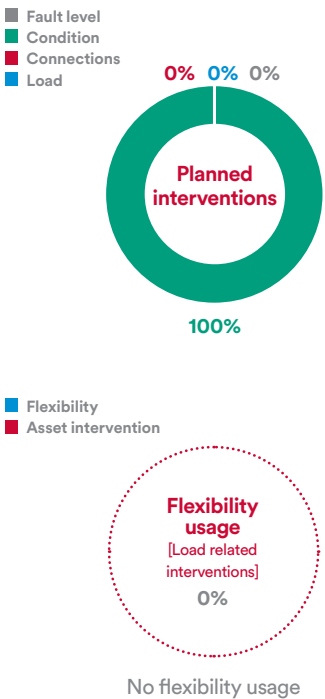 Fault level
Condition
Connections
Load
0% 0% 0%
Planned
interventions
100%
Flexibility
Asset intervention
Flexibility
usage
[Load related
interventions]
0%
No flexibility usage